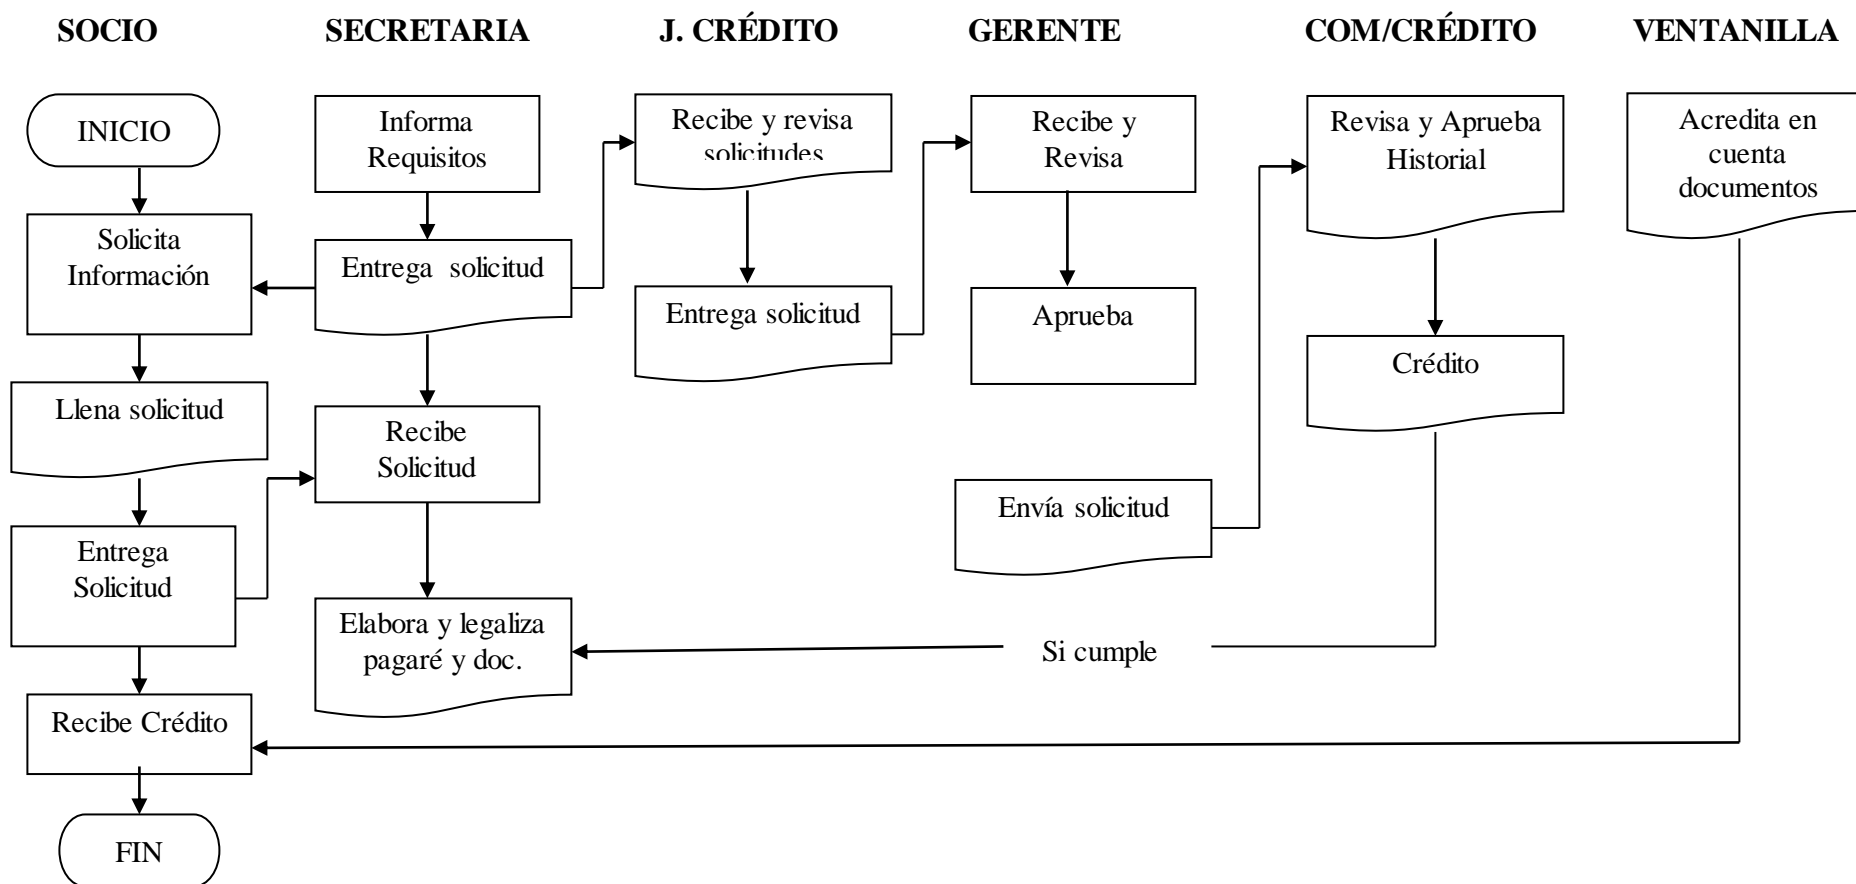 SOCIO
SECRETARIA
J. CRÉDITO
GERENTE
COM/CRÉDITO
VENTANILLA
INICIO
Solicita
Información
Llena solicitud
Entrega
Solicitud
Recibe Crédito
FIN
Informa
Requisitos
Entrega solicitud
Recibe
Solicitud
Elabora y legaliza
pagaré y doc.
Recibe y revisa
solicitudes
Entrega solicitud
Recibe y
Revisa
Aprueba
Envía solicitud
Si cumple
Revisa y Aprueba
Historial
Crédito
Acredita en
cuenta
documentos